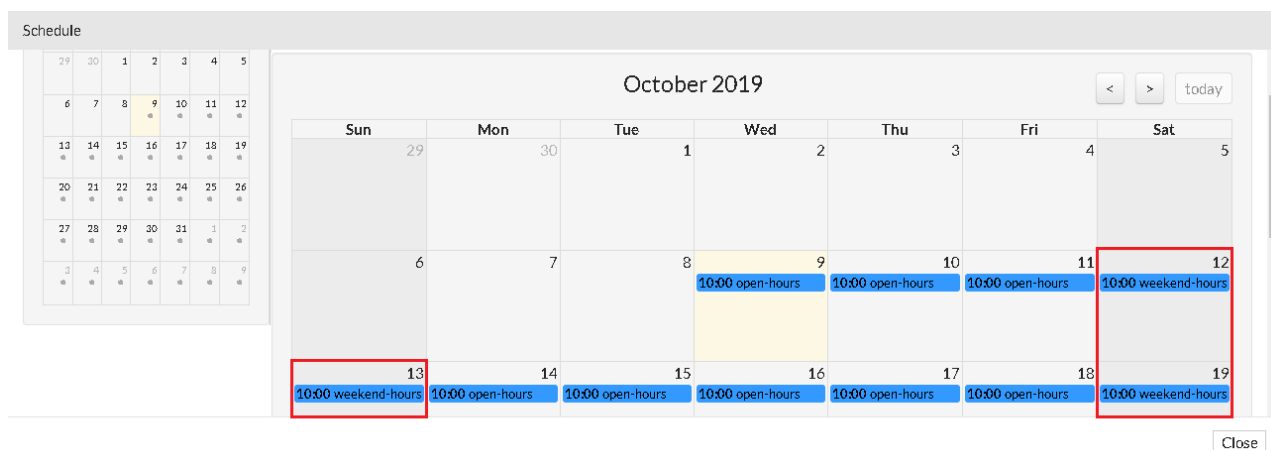 Schedule
29 30 1 2 3 4 5
6 7 8 9 10 11 12
13 14 15 16 17 18 19
20 21 22 23 24 25 26
27 28 29 30 31 1 2
3 4 5 6 7 8 9
October 2019
< > today
Sun Mon Tue Wed Thu Fri Sat
29 30 1 2 3 4 5
6 7 8 9 10 11 12
10:00 open-hours 10:00 open-hours 10:00 open-hours 10:00 weekend-hours
13 14 15 16 17 18 19
10:00 weekend-hours 10:00 open-hours 10:00 open-hours 10:00 open-hours 10:00 open-hours 10:00 open-hours 10:00 weekend-hours
Close